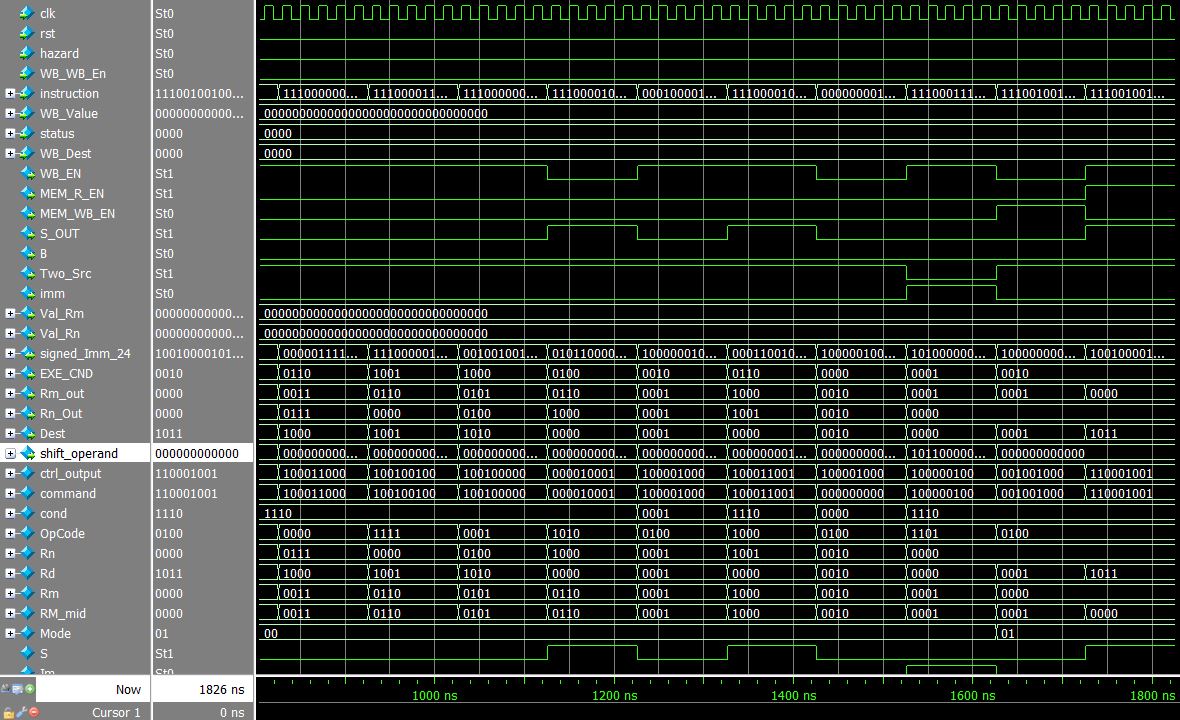 clk St0
rst St0
hazard St0
WB_WB_En St0
instruction 11100100100... 111000000... 111000011... 111000000... 111000010... 000100001... 111000010... 000000001... 111000111... 111001001... 111001001...
WB_Value 00000000000... 00000000000000000000000000000000
status 0000 0000
WB_Dest 0000 0000
WB_EN St1
MEM_R_EN St1
MEM_WB_EN St0
S_OUT St1
B St0
Two_Src St1
imm St0
Val_Rm 00000000000... 00000000000000000000000000000000
Val_Rn 00000000000... 00000000000000000000000000000000
signed_Imm_24 10010000101... 000001111... 111000001... 001001001... 010110000... 100000010... 000110010... 100000100... 101000000... 100000000... 100100001...
EXE_CND 0010 0110 1001 1000 0100 0010 0110 0000 0001 0010
Rm_out 0000 0011 0110 0101 0110 0001 1000 0010 0001 0001 0000
Rn_Out 0000 0111 0000 0100 1000 0001 1001 0010 0000
Dest 1011 1000 1001 1010 0000 0001 0000 0010 0000 0001 1011
shift_operand 000000000000 000000000... 000000000... 000000000... 000000000... 000000000... 000000001... 000000000... 101100000... 000000000000
ctrl_output 110001001 100011000 100100100 100100000 000010001 100001000 100011001 100001000 100000100 001001000 110001001
command 110001001 100011000 100100100 100100000 000010001 100001000 100011001 000000000 100000100 001001000 110001001
cond 1110 1110 0001 1110 0000 1110
OpCode 0100 0000 1111 0001 1010 0100 1000 0100 1101 0100
Rn 0000 0111 0000 0100 1000 0001 1001 0010 0000
Rd 1011 1000 1001 1010 0000 0001 0000 0010 0000 0001 1011
Rm 0000 0011 0110 0101 0110 0001 1000 0010 0001 0000
RM_mid 0000 0011 0110 0101 0110 0001 1000 0010 0001 0001 0000
Mode 01 00 01
S St1
Im St0
Now 1826 ns 1000 ns 1200 ns 1400 ns 1600 ns 1800 ns
Cursor 1 0 ns